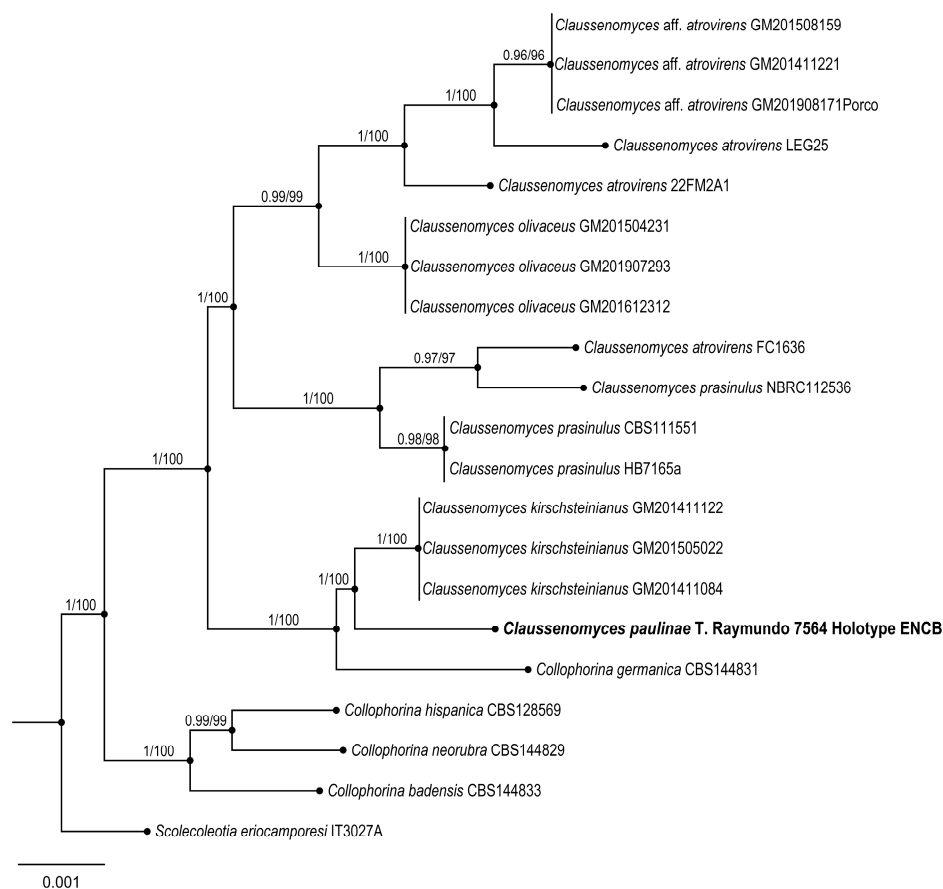 Claussenomyces aff. atrovirens GM201508159
0.96/96
Claussenomyces aff. atrovirens GM201411221
1/100
Claussenomyces aff. atrovirens GM201908171Porco
1/100
Claussenomyces atrovirens LEG25
Claussenomyces atrovirens 22FM2A1
0.99/99
Claussenomyces olivaceus GM201504231
1/100
Claussenomyces olivaceus GM201907293
1/100
Claussenomyces olivaceus GM201612312
Claussenomyces atrovirens FC1636
0.97/97
Claussenomyces prasinulus NBRC112536
1/100
Claussenomyces prasinulus CBS111551
0.98/98
Claussenomyces prasinulus HB7165a
1/100
Claussenomyces kirschsteinianus GM201411122
1/100
Claussenomyces kirschsteinianus GM201505022
1/100
Claussenomyces kirschsteinianus GM201411084
1/100
1/100
Claussenomyces paulinae T. Raymundo 7564 Holotype ENCB
Collophorina germanica CBS144831
Collophorina hispanica CBS128569
0.99/99
Collophorina neorubra CBS144829
1/100
Collophorina badensis CBS144833
Scolecoleotia eriocamporesi IT3027A
0.001